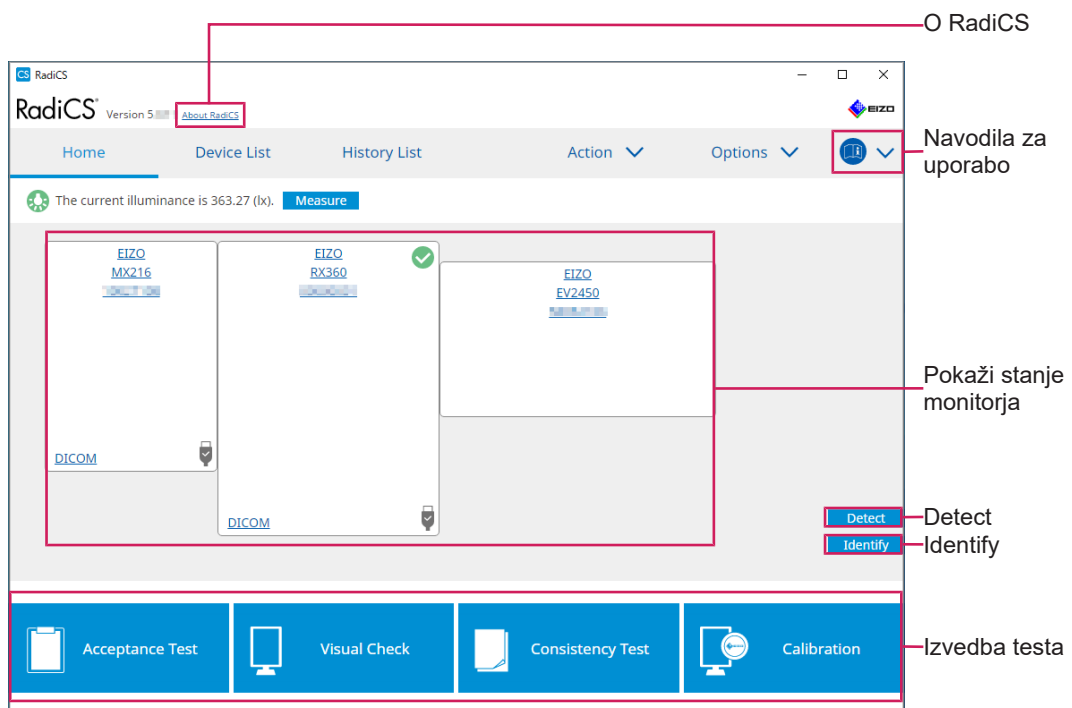 O RadiCS
CS RadiCS
RadiCS® Version 5. About RadiCS
EIZO
Home Device List History List Action Options
Navodila za
uporabo
The current illuminance is 363.27 (lx). Measure
EIZO
MX216
EIZO
RX360
EIZO
EV2450
Pokaži stanje
monitorja
DICOM
DICOM
Detect
Detect
Identify
Identify
Acceptance Test
Visual Check
Consistency Test
Calibration
Izvedba testa